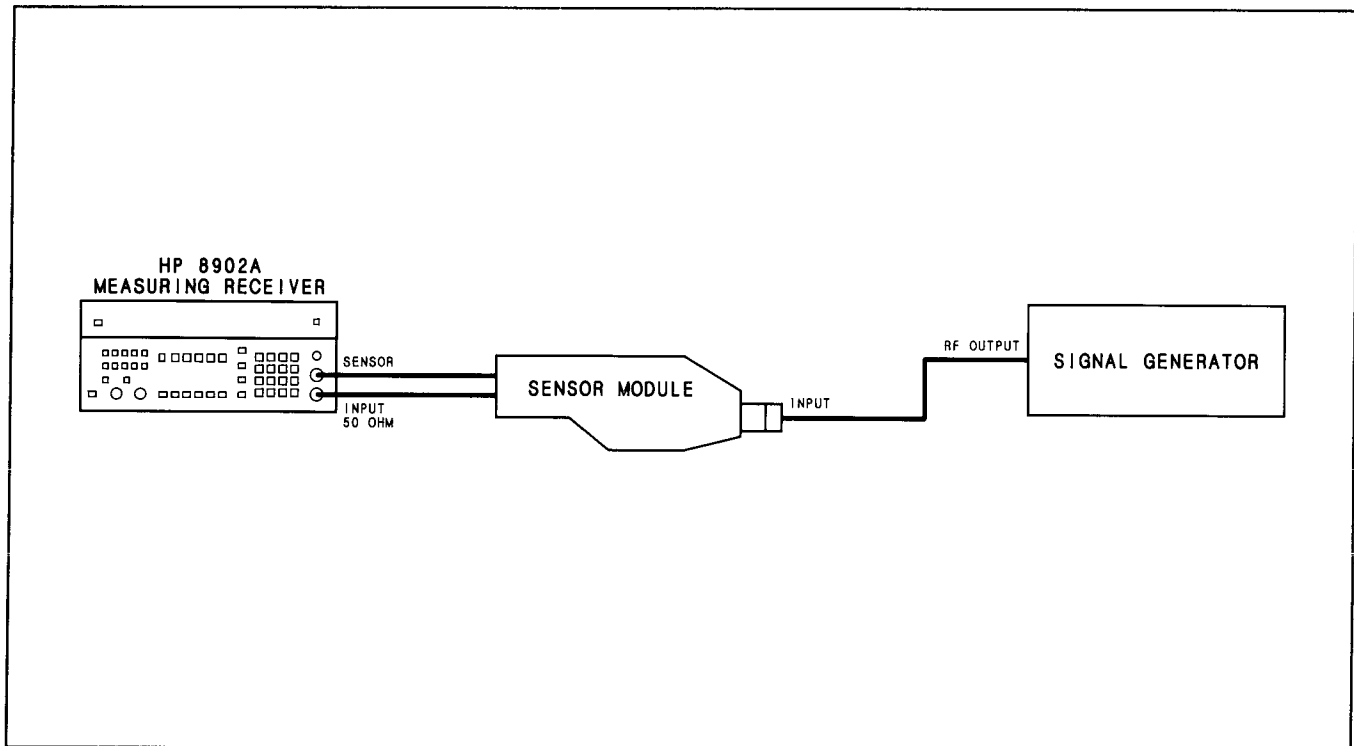 HP 8902A
MEASURING RECEIVER
SENSOR
INPUT
50 OHM
SENSOR MODULE
INPUT
RF OUTPUT
SIGNAL GENERATOR